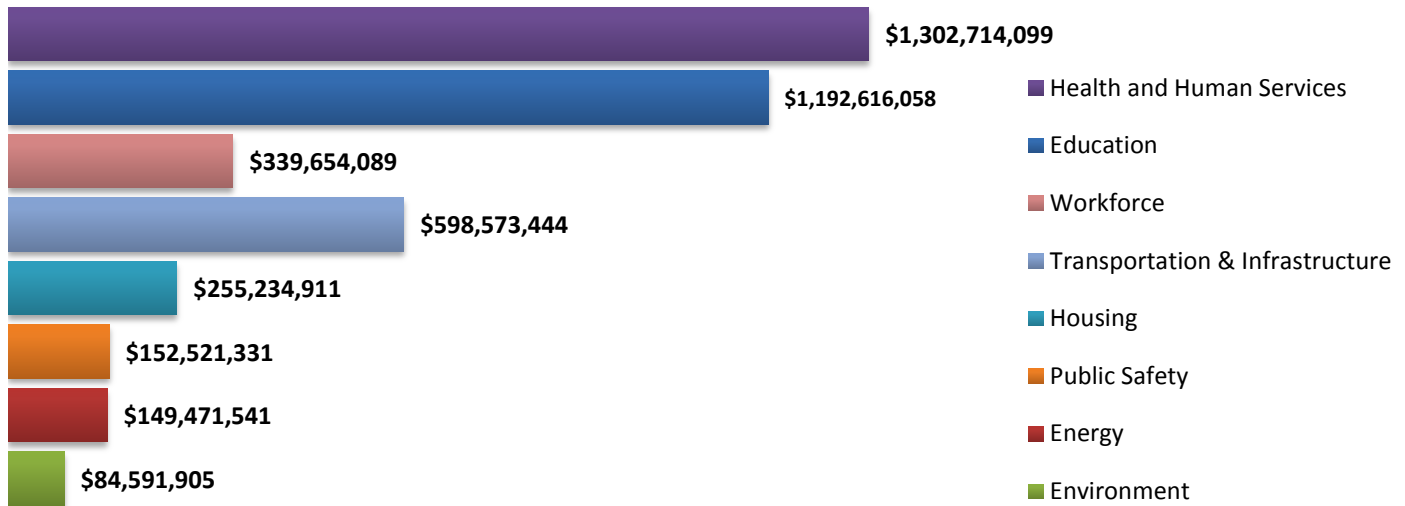 $1,302,714,099
$1,192,616,058
$339,654,089
$598,573,444
$255,234,911
$152,521,331
$149,471,541
$84,591,905
Health and Human Services
Education
Workforce
Transportation & Infrastructure
Housing
Public Safety
Energy
Environment